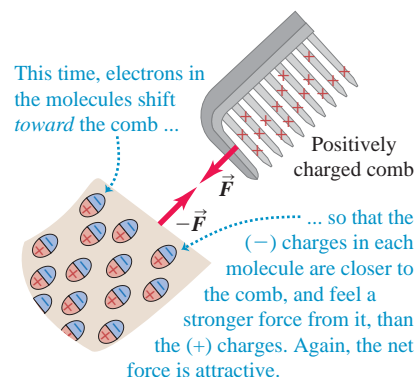 This time, electrons in
the molecules shift
toward the comb ...
Positively
charged comb
F⃗
−F⃗
... so that the
(−) charges in each
molecule are closer to
the comb, and feel a
stronger force from it, than
the (+) charges. Again, the net
force is attractive.